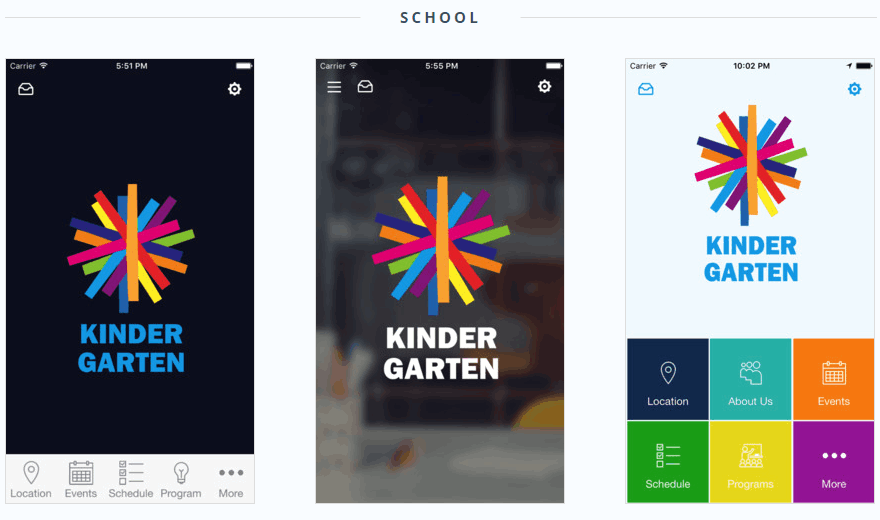 SCHOOL
Carrier 5:51 PM
KINDER
GARTEN
Location Events Schedule Program More
Carrier 5:55 PM
KINDER
GARTEN
Carrier 10:02 PM
KINDER
GARTEN
Location About Us Events
Schedule Programs More